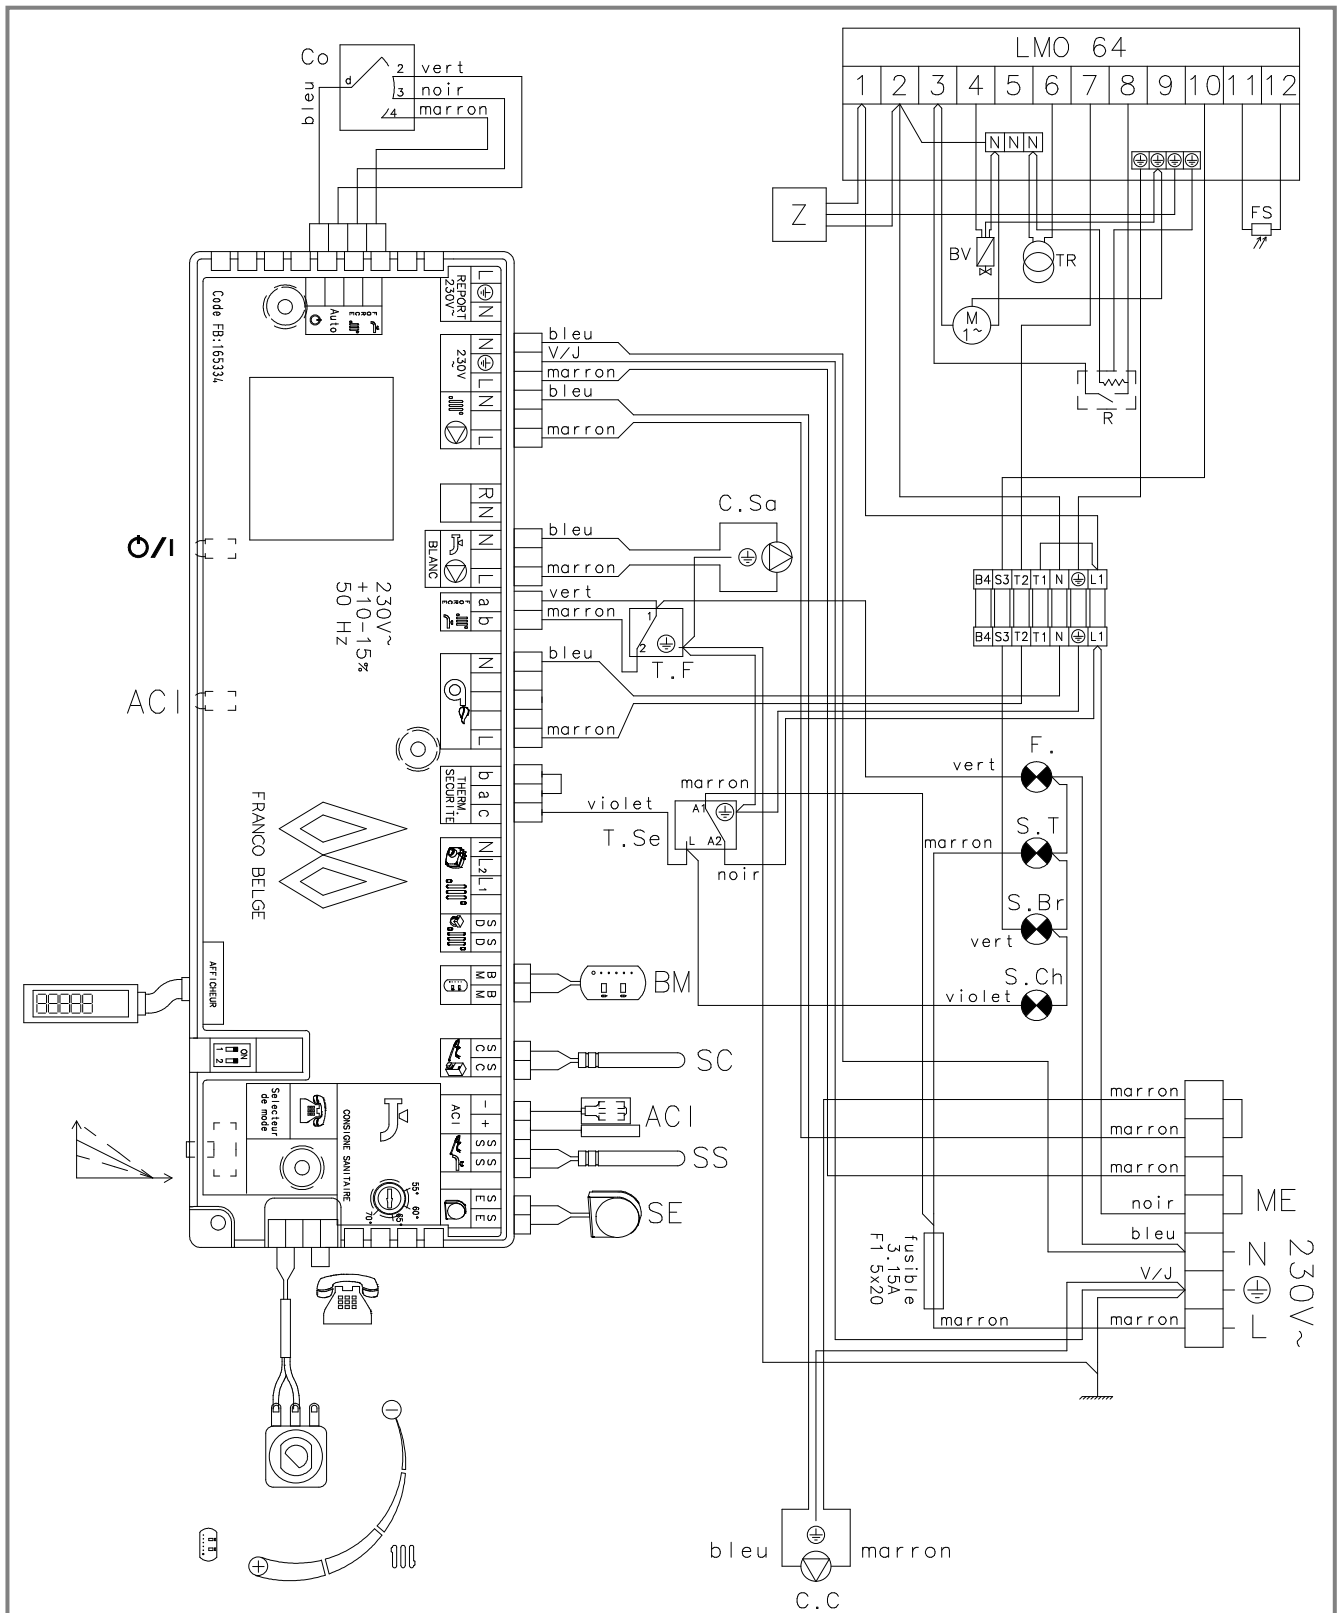 LMO 64
1 2 3 4 5 6 7 8 9 10 11 12
N N N
Z
BV
TR
FS
M
1~
R
Co
d
2 vert
3 noir
4 marron
bleu
Auto
FORCE
Code FB:165334
L N
REPORT
230V~
N L
230V
~
N L
bleu
V/J
marron
bleu
marron
R N
N L
BLANC
bleu
marron
C.Sa
a b
FORCE
vert
marron
1
2
T.F
230V~
+10-15%
50 Hz
N L
bleu
marron
B4 S3 T2 T1 N L1
B4 S3 T2 T1 N L1
/I
ACI
b a c
THERM.
SECURITE
violet
marron
A1
L A2
T.Se
noir
vert
F.
marron
S.T
S.Br
vert
S.Ch
violet
FRANCO BELGE
N L2 L1
S S
D D
B B
M M
BM
AFFICHEUR
ON
1 2
S S
C C
SC
- +
ACI
ACI
S S
S S
SS
S S
E E
SE
Selecteur
de mode
CONSIGNE SANITAIRE
55°
60°
65°
70°
marron
marron
marron
noir
ME
bleu
N
V/J
marron
marron
L
230V~
fusible
3.15A
F1 5x20
bleu
marron
C.C